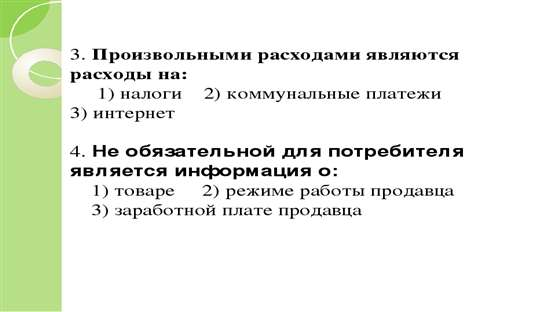 3. Произвольными расходами являются
расходы на:
1) налоги 2) коммунальные платежи
3) интернет
4. Не обязательной для потребителя
является информация о:
1) товаре 2) режиме работы продавца
3) заработной плате продавца